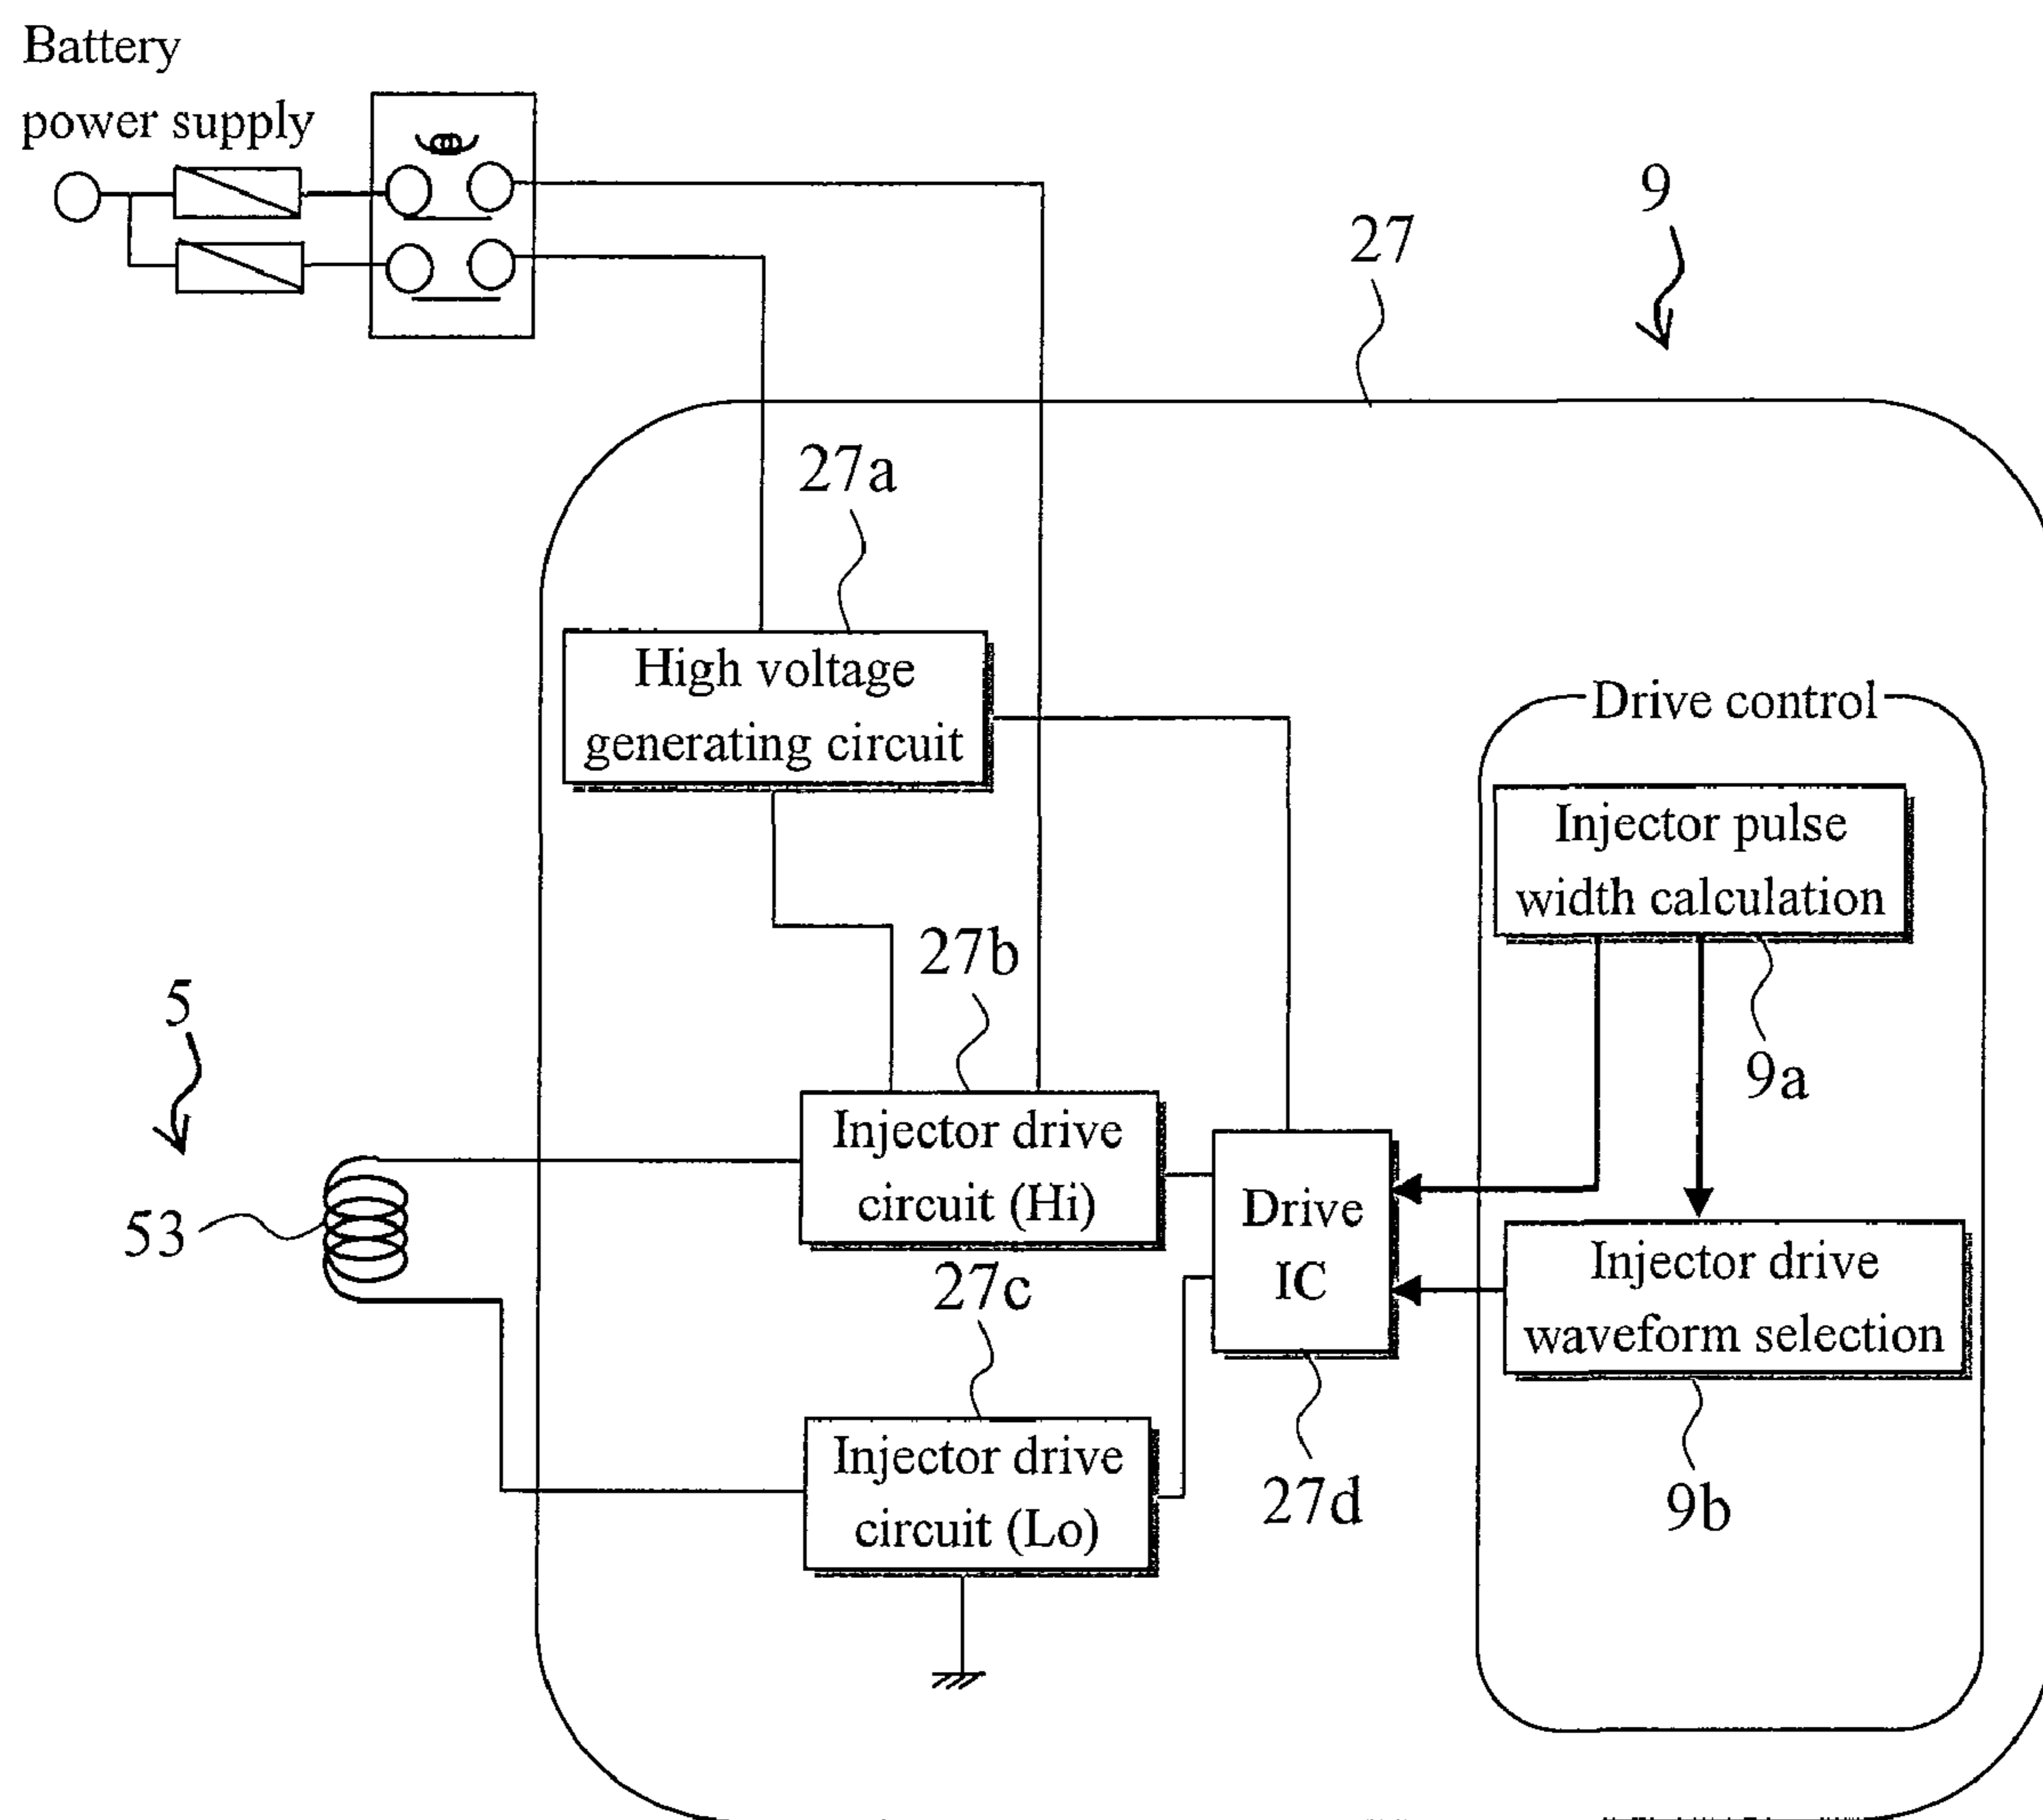 Battery
power supply
9
27
27a
High voltage
generating circuit
Drive control
Injector pulse
width calculation
27b
5
9a
Injector drive
circuit (Hi)
53
Drive
IC
Injector drive
waveform selection
27c
Injector drive
circuit (Lo)
27d
9b